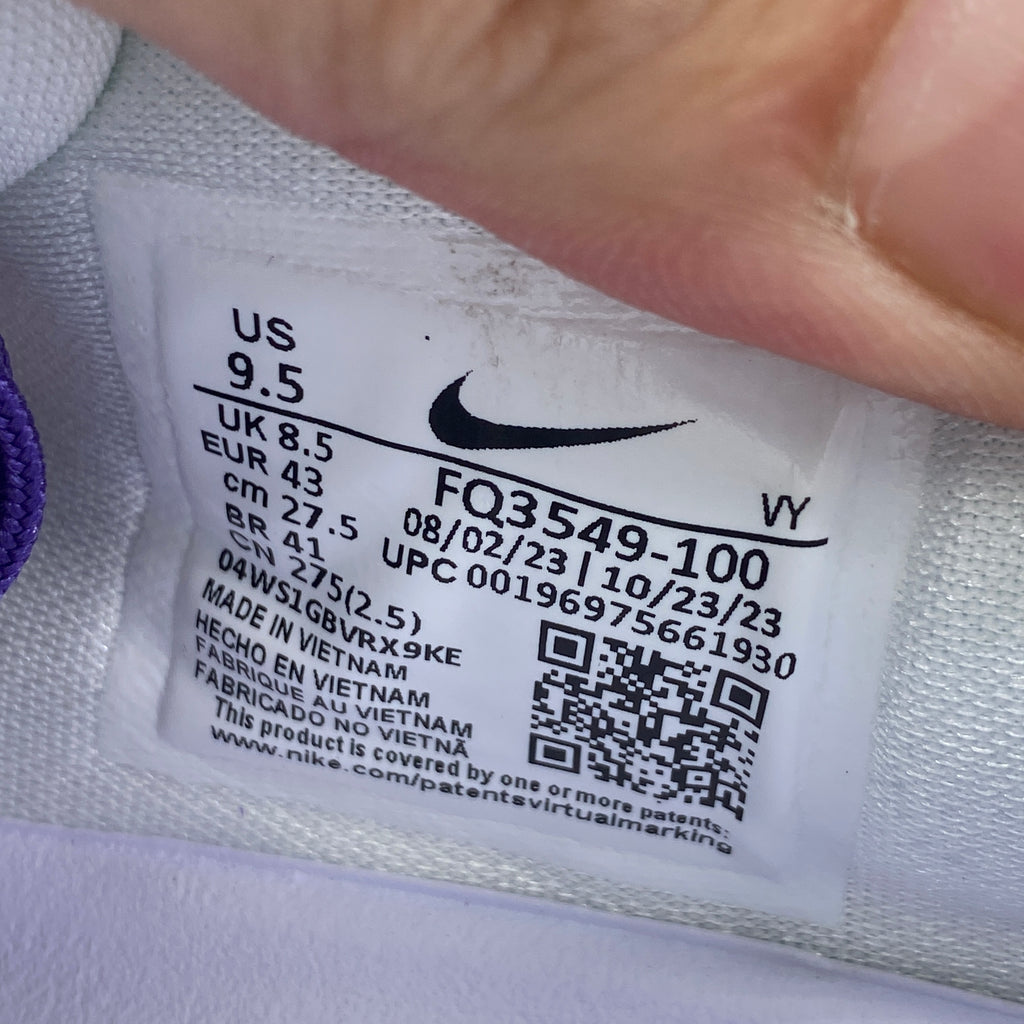 US
9.5
VY
UK 8.5
EUR 43
cm 27.5
BR 41
CN 275(2.5)
FQ3549-100
08/02/23 | 10/23/23
UPC 00196975661930
04WS1GBVRX9KE
MADE IN VIETNAM
HECHO EN VIETNAM
FABRIQUE AU VIETNAM
FABRICADO NO VIETNÃ
This product is covered by one or more patents:
www.nike.com/patentsvirtualmarking